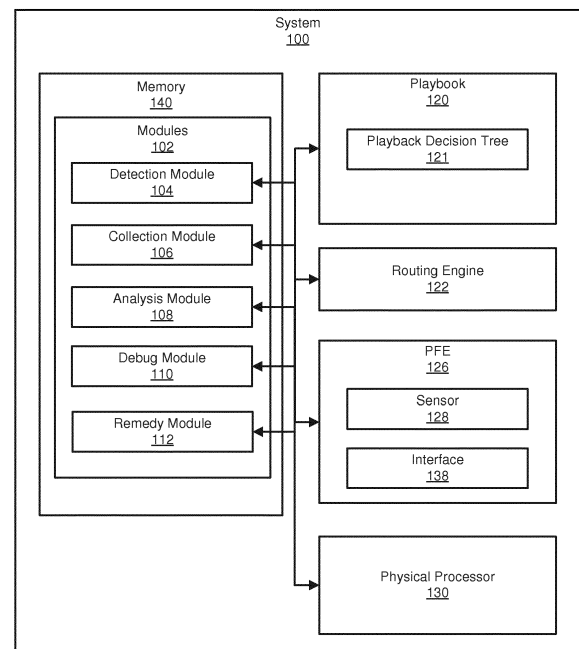 System
100
Memory
140
Modules
102
Detection Module
104
Collection Module
106
Analysis Module
108
Debug Module
110
Remedy Module
112
Playbook
120
Playback Decision Tree
121
Routing Engine
122
PFE
126
Sensor
128
Interface
138
Physical Processor
130